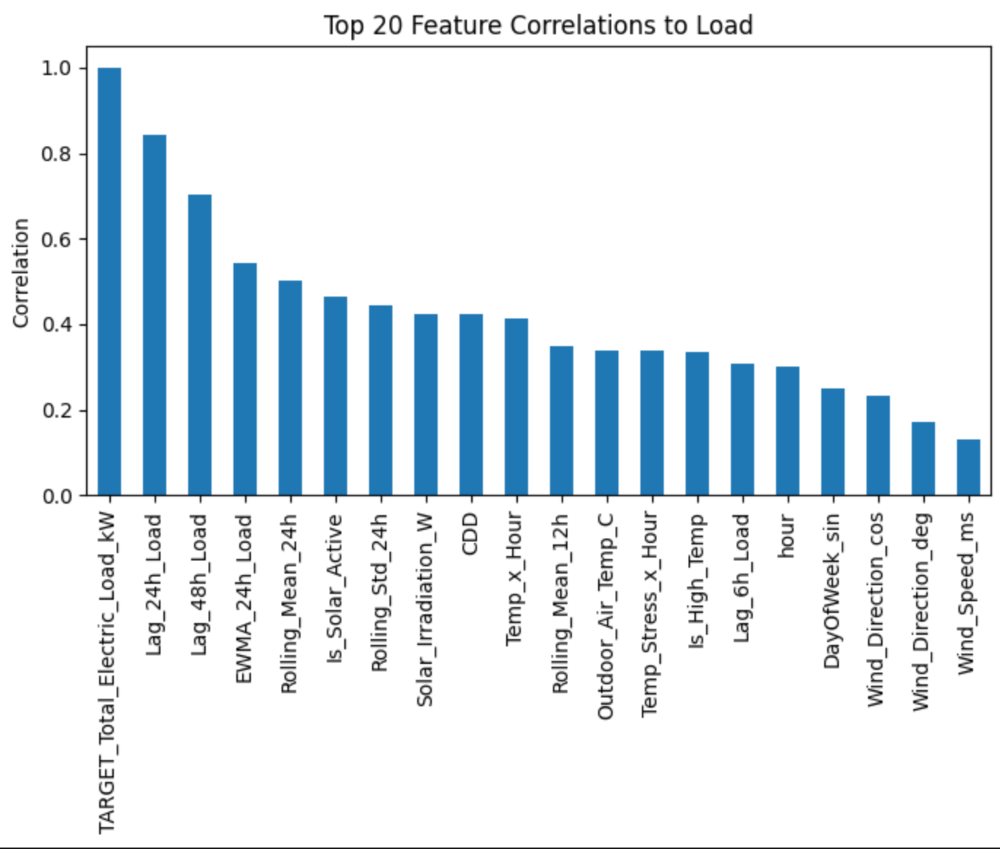 Top 20 Feature Correlations to Load
Correlation
1.0
0.8
0.6
0.4
0.2
0.0
TARGET_Total_Electric_Load_kW
Lag_24h_Load
Lag_48h_Load
EWMA_24h_Load
Rolling_Mean_24h
Is_Solar_Active
Rolling_Std_24h
Solar_Irradiation_W
CDD
Temp_x_Hour
Rolling_Mean_12h
Outdoor_Air_Temp_C
Temp_Stress_x_Hour
Is_High_Temp
Lag_6h_Load
hour
DayOfWeek_sin
Wind_Direction_cos
Wind_Direction_deg
Wind_Speed_ms